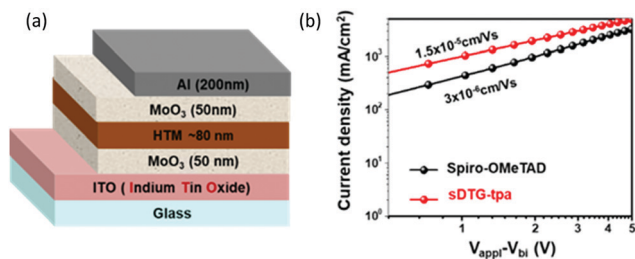 (a)
Al (200nm)
MoO₃ (50nm)
HTM ~80 nm
MoO₃ (50 nm)
ITO ( Indium Tin Oxide)
Glass
(b)
Current density (mA/cm²)
10³
10²
10¹
10⁰
1.5x10⁻⁵cm/Vs
3x10⁻⁶cm/Vs
Spiro-OMeTAD
sDTG-tpa
1 2 3 4 5
Vappl-Vbi (V)